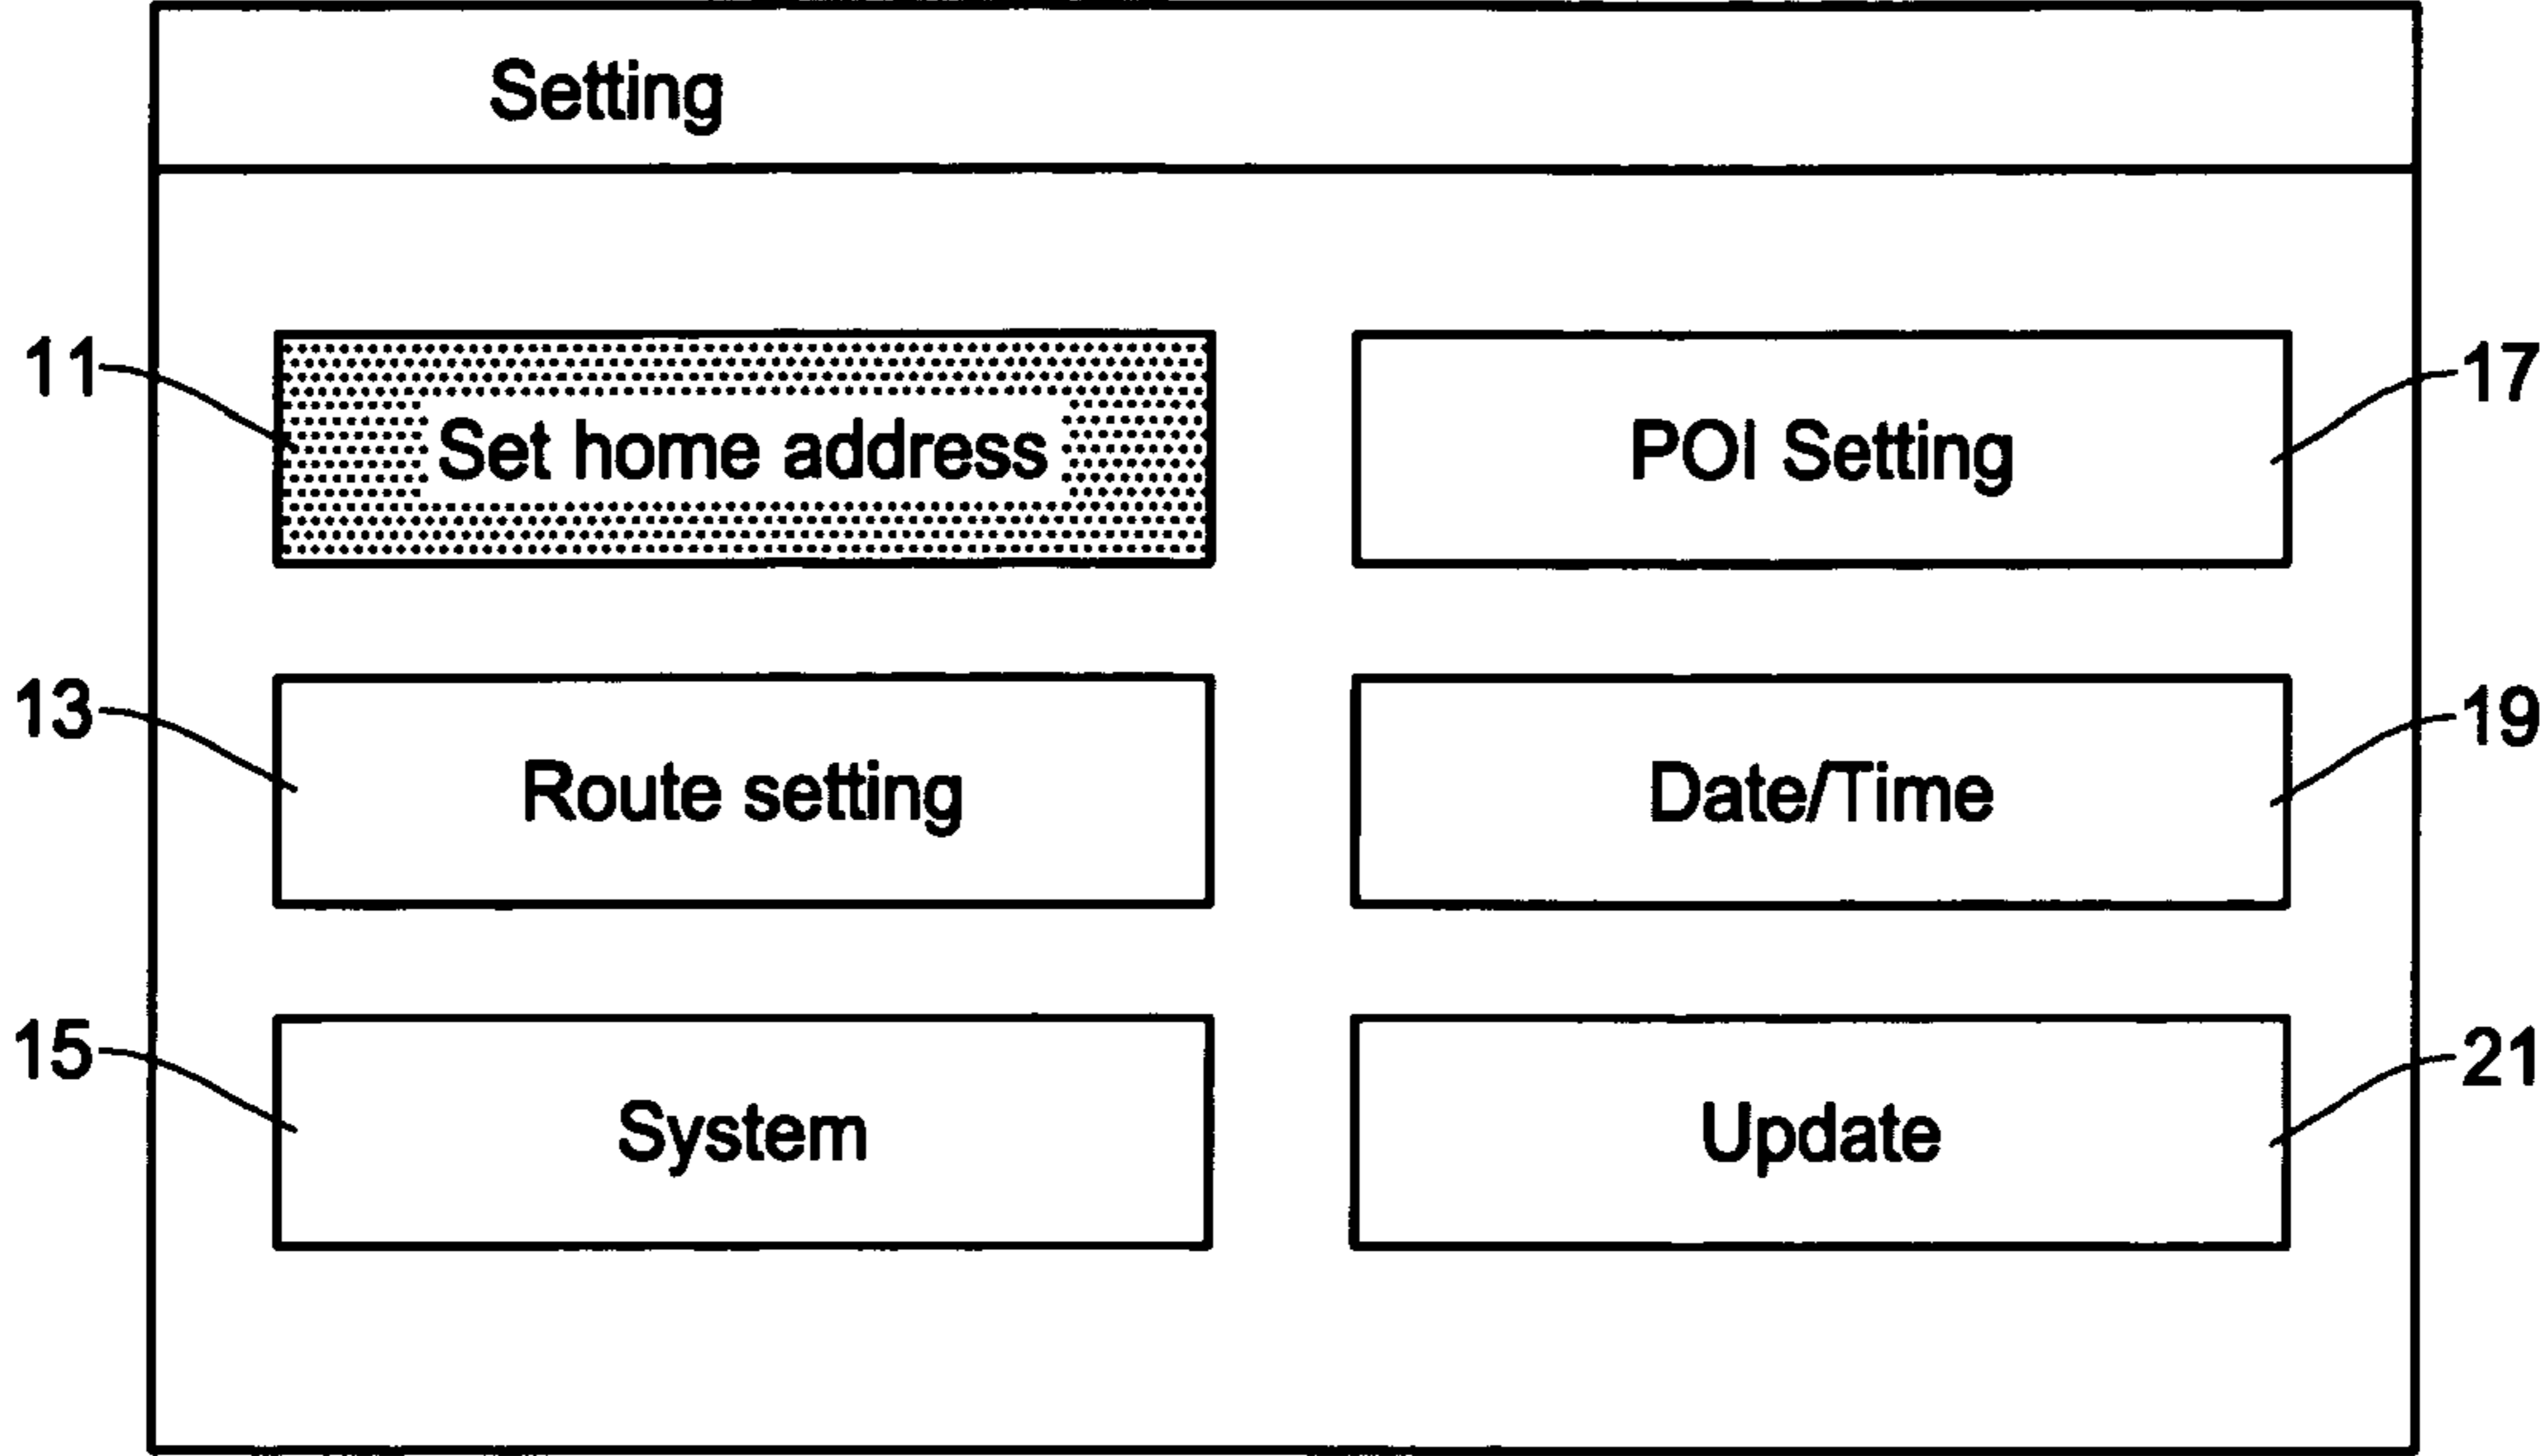 Setting
11
Set home address
POI Setting
17
13
Route setting
Date/Time
19
15
System
Update
21